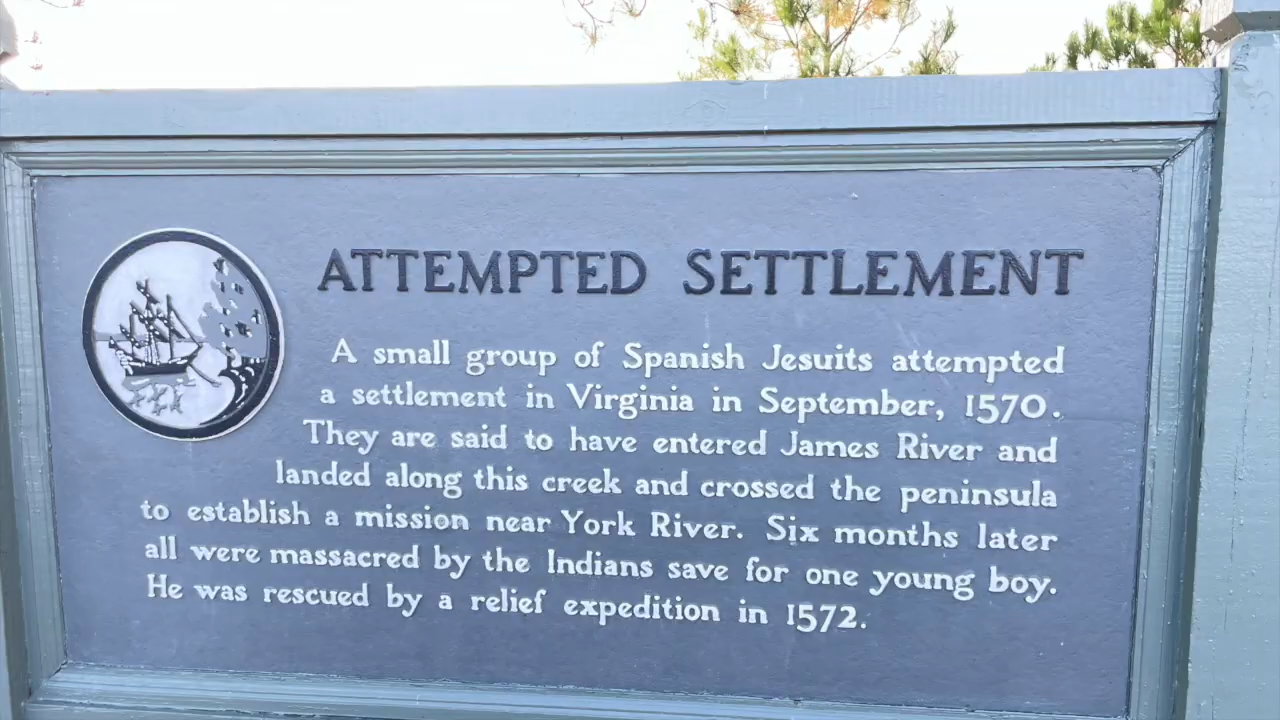 ATTEMPTED SETTLEMENT
A small group of Spanish Jesuits attempted
a settlement in Virginia in September, 1570.
They are said to have entered James River and
landed along this creek and crossed the peninsula
to establish a mission near York River. Six months later
all were massacred by the Indians save for one young boy.
He was rescued by a relief expedition in 1572.